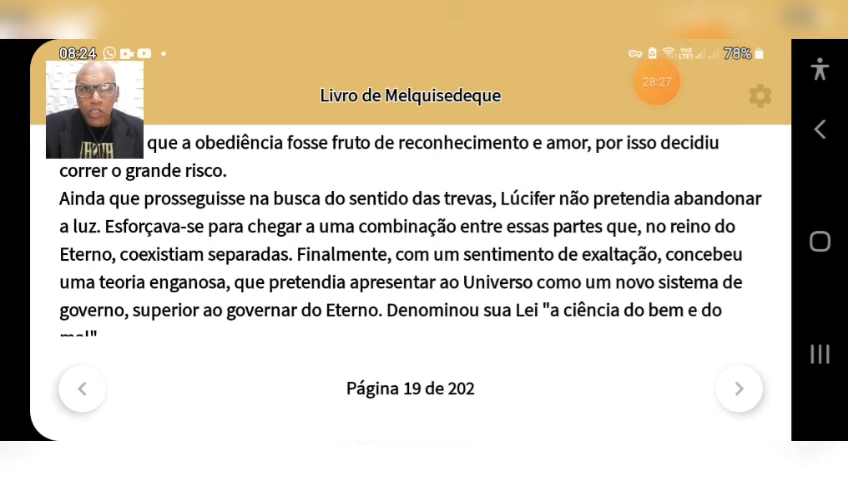 08:24
78%
28:27
Livro de Melquisedeque
que a obediência fosse fruto de reconhecimento e amor, por isso decidiu
correr o grande risco.
Ainda que prosseguisse na busca do sentido das trevas, Lúcifer não pretendia abandonar
a luz. Esforçava-se para chegar a uma combinação entre essas partes que, no reino do
Eterno, coexistiam separadas. Finalmente, com um sentimento de exaltação, concebeu
uma teoria enganosa, que pretendia apresentar ao Universo como um novo sistema de
governo, superior ao governar do Eterno. Denominou sua Lei "a ciência do bem e do
mal".
Página 19 de 202